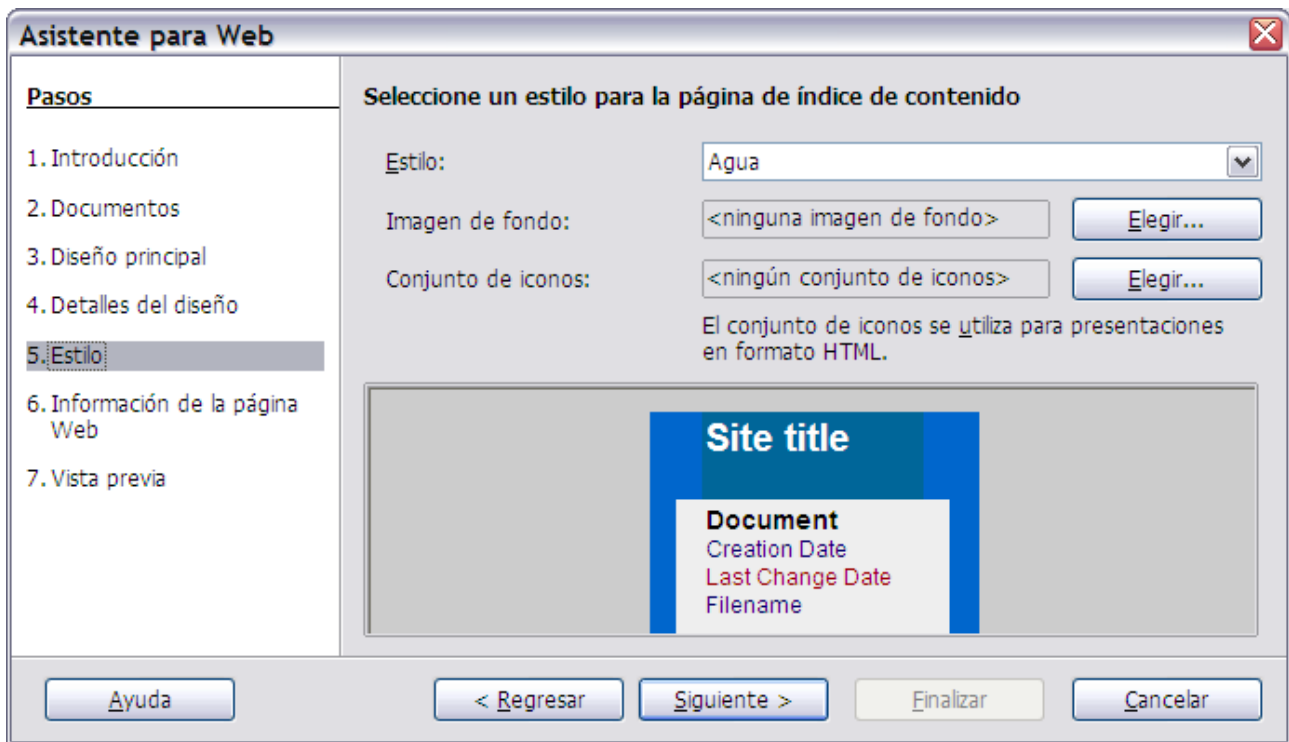 Asistente para Web
Pasos
1. Introducción
2. Documentos
3. Diseño principal
4. Detalles del diseño
5. Estilo
6. Información de la página
Web
7. Vista previa
Seleccione un estilo para la página de índice de contenido
Estilo:
Agua
Imagen de fondo:
<ninguna imagen de fondo>
Elegir...
Conjunto de iconos:
<ningún conjunto de iconos>
Elegir...
El conjunto de iconos se utiliza para presentaciones
en formato HTML.
Site title
Document
Creation Date
Last Change Date
Filename
Ayuda
< Regresar
Siguiente >
Finalizar
Cancelar